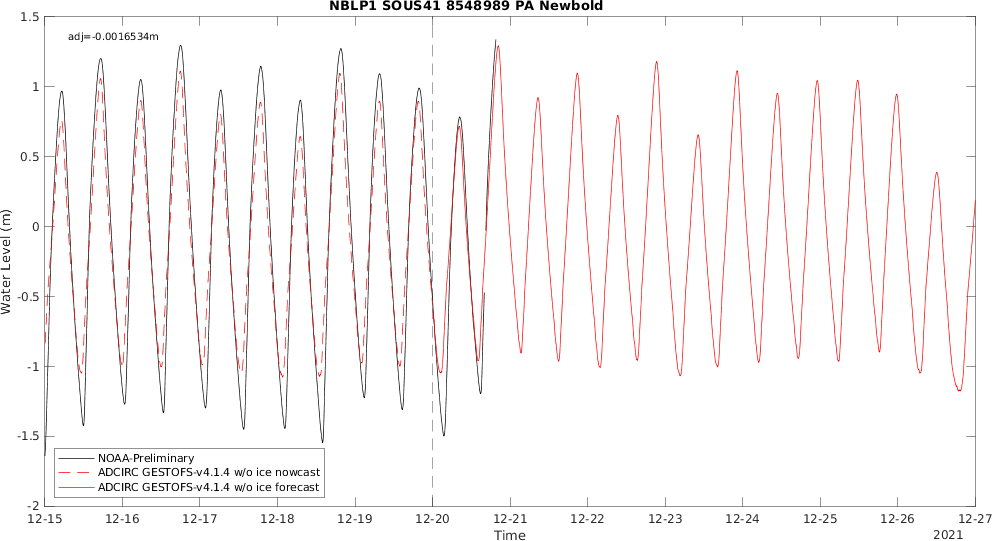 NBLP1 SOUS41 8548989 PA Newbold
adj=-0.0016534m
1.5
1
0.5
0
-0.5
-1
-1.5
-2
Water Level (m)
NOAA-Preliminary
ADCIRC GESTOFS-v4.1.4 w/o ice nowcast
ADCIRC GESTOFS-v4.1.4 w/o ice forecast
12-15 12-16 12-17 12-18 12-19 12-20 12-21 12-22 12-23 12-24 12-25 12-26 12-27
Time
2021